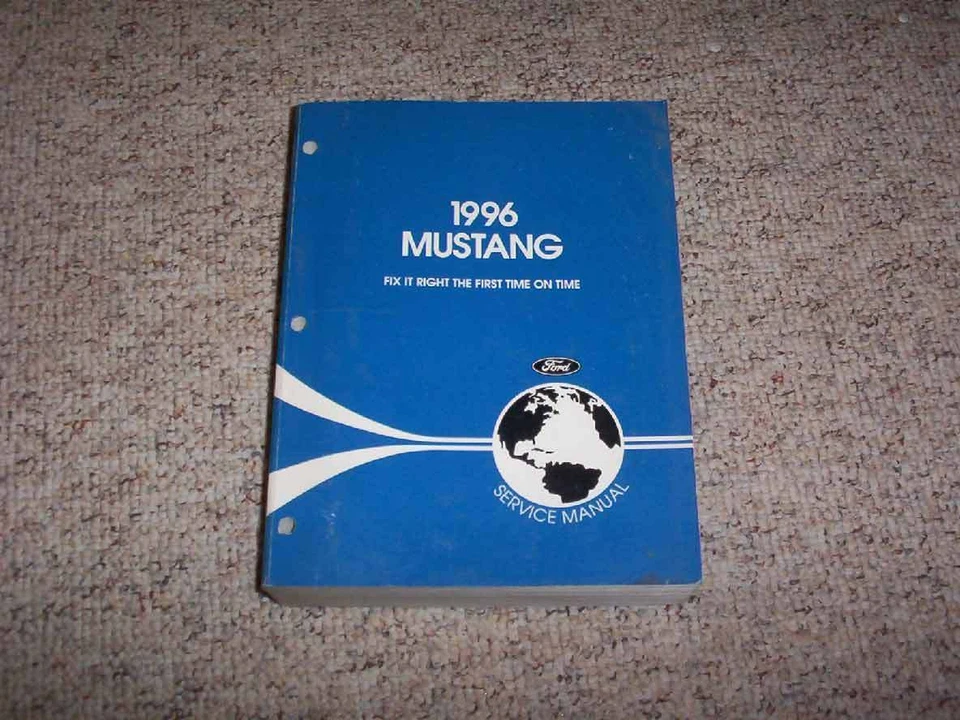 1996
MUSTANG
FIX IT RIGHT THE FIRST TIME ON TIME
Ford
SERVICE MANUAL